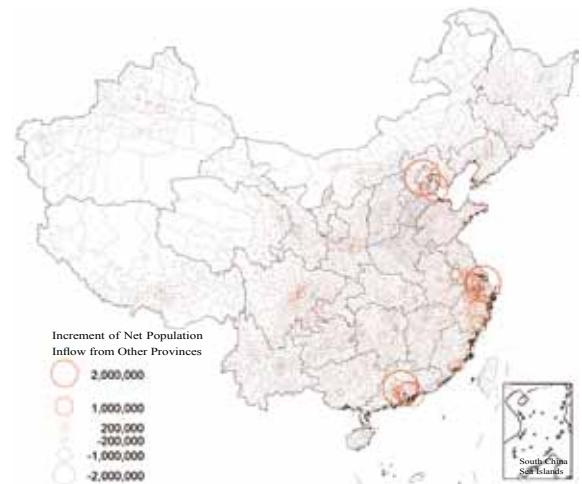 Increment of Net Population
Inflow from Other Provinces
2,000,000
1,000,000
200,000
-200,000
-1,000,000
-2,000,000
South China
Sea Islands